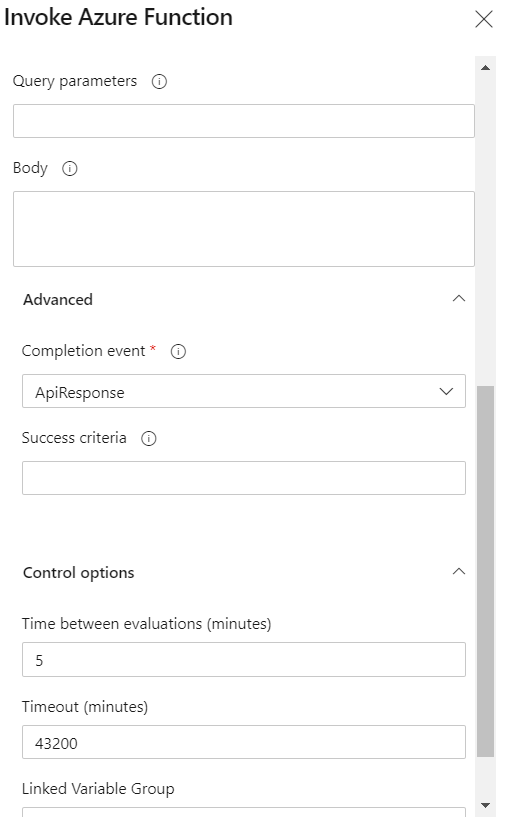 Invoke Azure Function
Query parameters
Body
Advanced
Completion event *
ApiResponse
Success criteria
Control options
Time between evaluations (minutes)
5
Timeout (minutes)
43200
Linked Variable Group